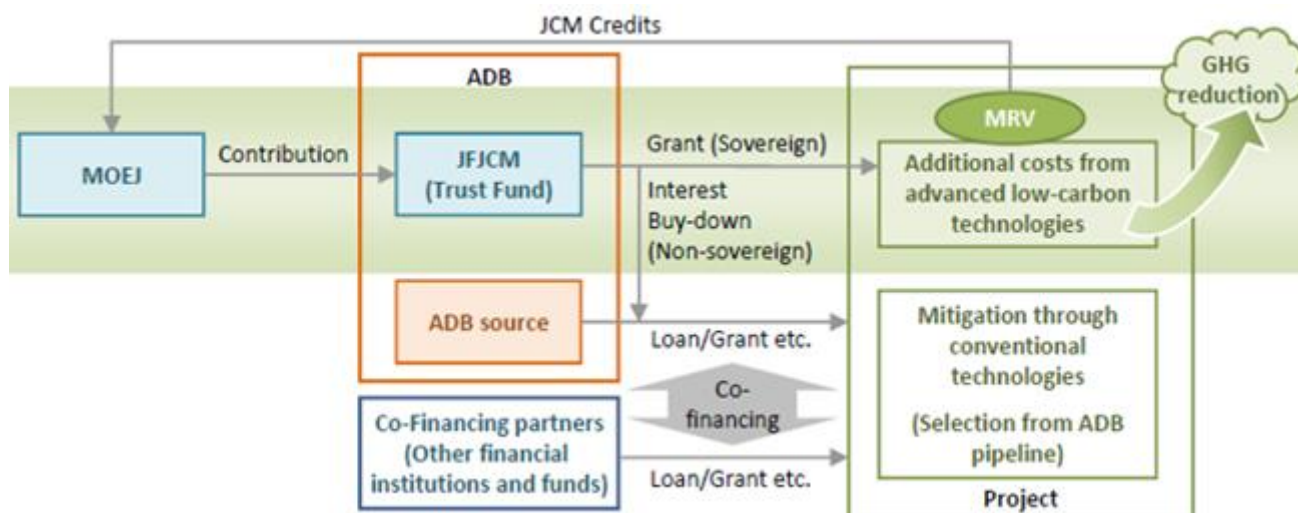 JCM Credits
ADB
GHG
reduction
MRV
MOEJ
Contribution
JFJCM
(Trust Fund)
Grant (Sovereign)
Interest
Buy-down
(Non-sovereign)
Additional costs from
advanced low-carbon
technologies
ADB source
Loan/Grant etc.
Mitigation through
conventional
technologies
(Selection from ADB
pipeline)
Co-
financing
Co-Financing partners
(Other financial
institutions and funds)
Loan/Grant etc.
Project